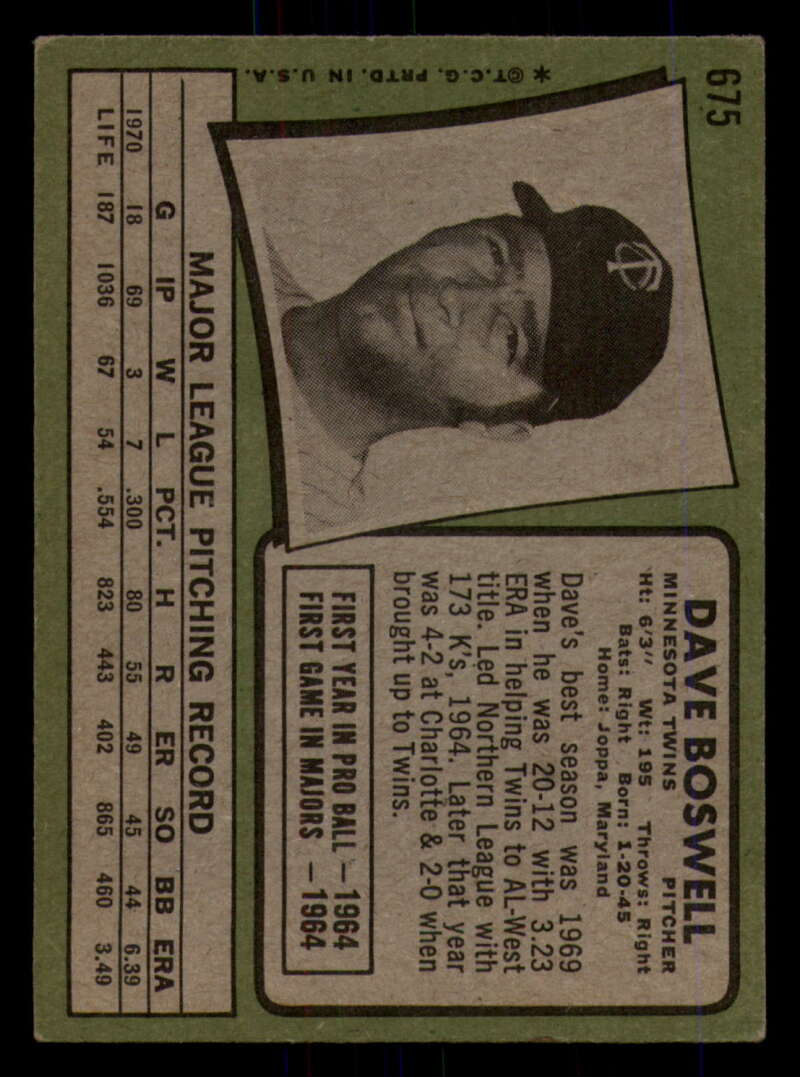 675
*©T.C.G. PRTD. IN U.S.A.
TC
DAVE BOSWELL
MINNESOTA TWINS PITCHER
Ht: 6'3" Wt: 195 Throws: Right
Bats: Right Born: 1-20-45
Home: Joppa, Maryland
Dave's best season was 1969
when he was 20-12 with 3.23
ERA in helping Twins to AL-West
title. Led Northern League with
173 K's, 1964. Later that year
was 4-2 at Charlotte & 2-0 when
brought up to Twins.
FIRST YEAR IN PRO BALL — 1964
FIRST GAME IN MAJORS — 1964
MAJOR LEAGUE PITCHING RECORD
G IP W L PCT. H R ER SO BB ERA
1970 18 69 3 7 .300 80 55 49 45 44 6.39
LIFE 187 1036 67 54 .554 823 443 402 865 460 3.49